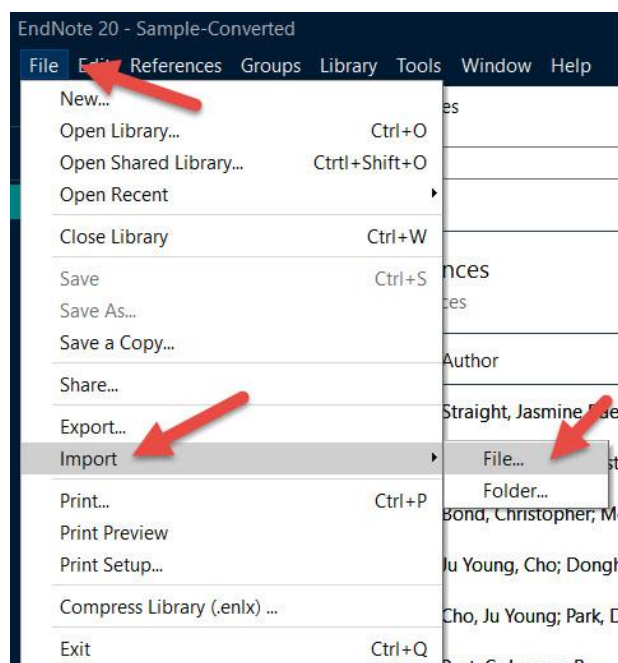 EndNote 20 - Sample-Converted
File Edit References Groups Library Tools Window Help
New...
Open Library... Ctrl+O
Open Shared Library... Ctrtl+Shift+O
Open Recent
Close Library Ctrl+W
Save Ctrl+S
Save As...
Save a Copy...
Share...
Export...
Import
Print... Ctrl+P
Print Preview
Print Setup...
Compress Library (.enlx) ...
Exit Ctrl+Q
File...
Folder...
es
nces
ces
Author
Straight, Jasmine
Bond, Christopher; M
Ju Young, Cho; Dongh
Cho, Ju Young; Park, D